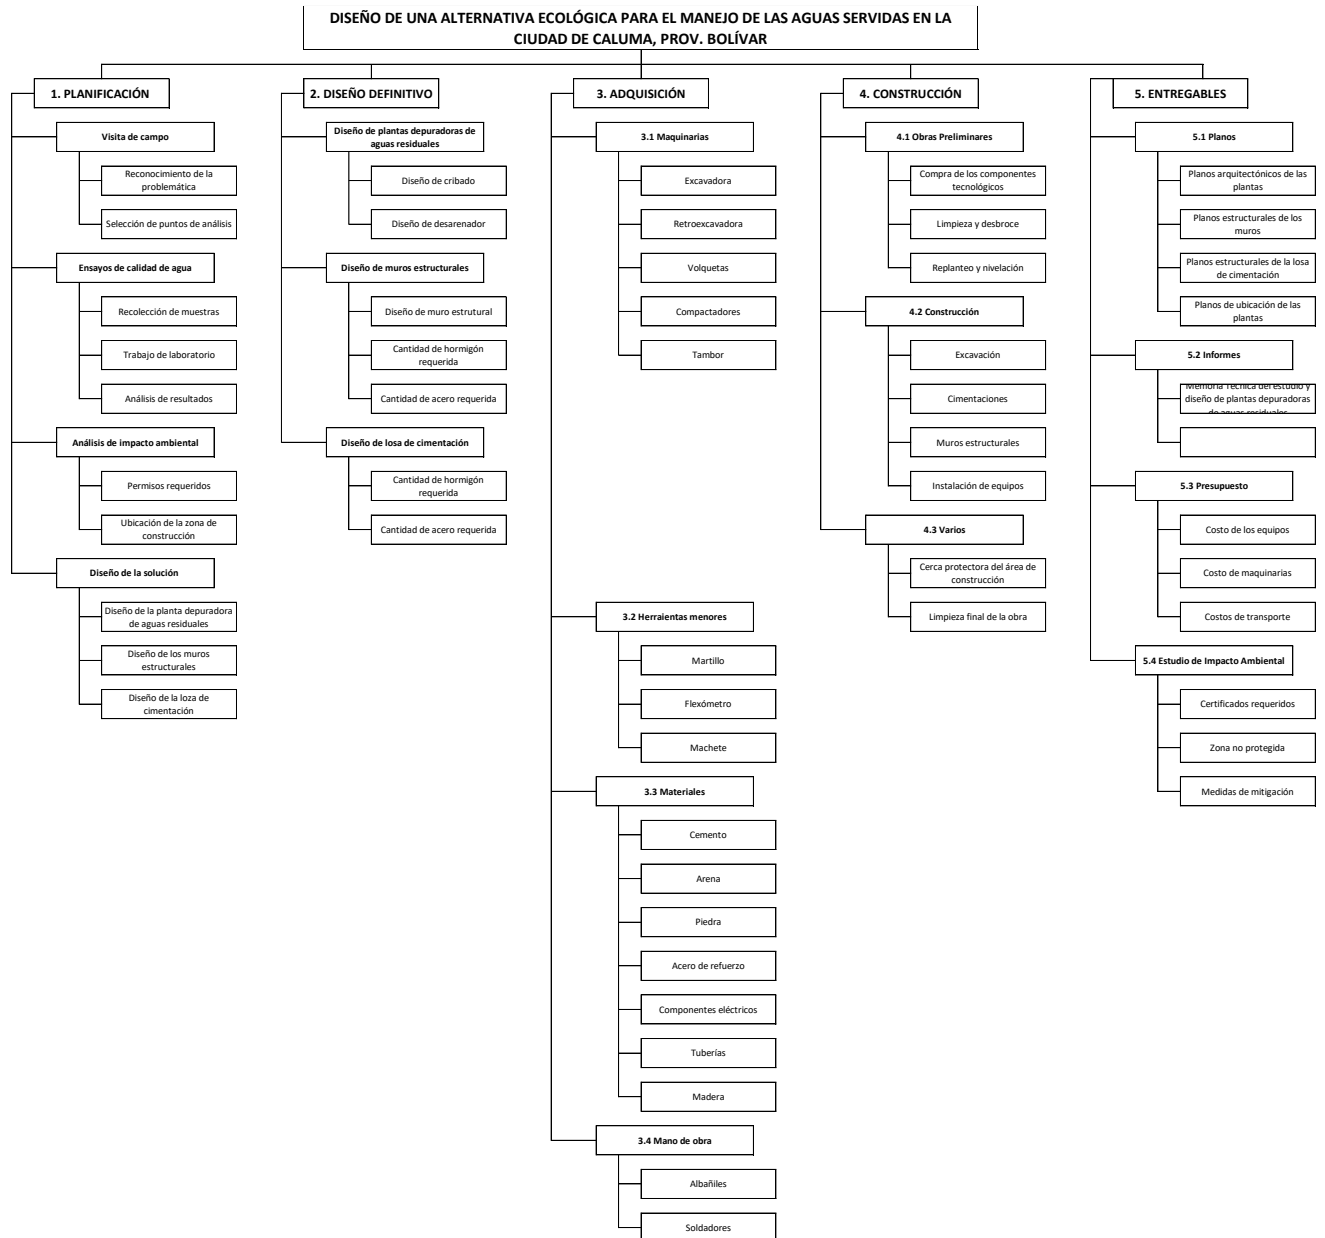 DISEÑO DE UNA ALTERNATIVA ECOLÓGICA PARA EL MANEJO DE LAS AGUAS SERVIDAS EN LA
CIUDAD DE CALUMA, PROV. BOLÍVAR
1. PLANIFICACIÓN
Visita de campo
Reconocimiento de la
problemática
Selección de puntos de análisis
Ensayos de calidad de agua
Recolección de muestras
Trabajo de laboratorio
Análisis de resultados
Análisis de impacto ambiental
Permisos requeridos
Ubicación de la zona de
construcción
Diseño de la solución
Diseño de la planta depuradora
de aguas residuales
Diseño de los muros
estructurales
Diseño de la loza de
cimentación
2. DISEÑO DEFINITIVO
Diseño de plantas depuradoras de
aguas residuales
Diseño de cribado
Diseño de desarenador
Diseño de muros estructurales
Diseño de muro estrutural
Cantidad de hormigón
requerida
Cantidad de acero requerida
Diseño de losa de cimentación
Cantidad de hormigón
requerida
Cantidad de acero requerida
3. ADQUISICIÓN
3.1 Maquinarias
Excavadora
Retroexcavadora
Volquetas
Compactadores
Tambor
3.2 Herraientas menores
Martillo
Flexómetro
Machete
3.3 Materiales
Cemento
Arena
Piedra
Acero de refuerzo
Componentes eléctricos
Tuberías
Madera
3.4 Mano de obra
Albañiles
Soldadores
4. CONSTRUCCIÓN
4.1 Obras Preliminares
Compra de los componentes
tecnológicos
Limpieza y desbroce
Replanteo y nivelación
4.2 Construcción
Excavación
Cimentaciones
Muros estructurales
Instalación de equipos
4.3 Varios
Cerca protectora del área de
construcción
Limpieza final de la obra
5. ENTREGABLES
5.1 Planos
Planos arquitectónicos de las
plantas
Planos estructurales de los
muros
Planos estructurales de la losa
de cimentación
Planos de ubicación de las
plantas
5.2 Informes
Memoria Técnica del estudio y
diseño de plantas depuradoras
de aguas residuales
5.3 Presupuesto
Costo de los equipos
Costo de maquinarias
Costos de transporte
5.4 Estudio de Impacto Ambiental
Certificados requeridos
Zona no protegida
Medidas de mitigación